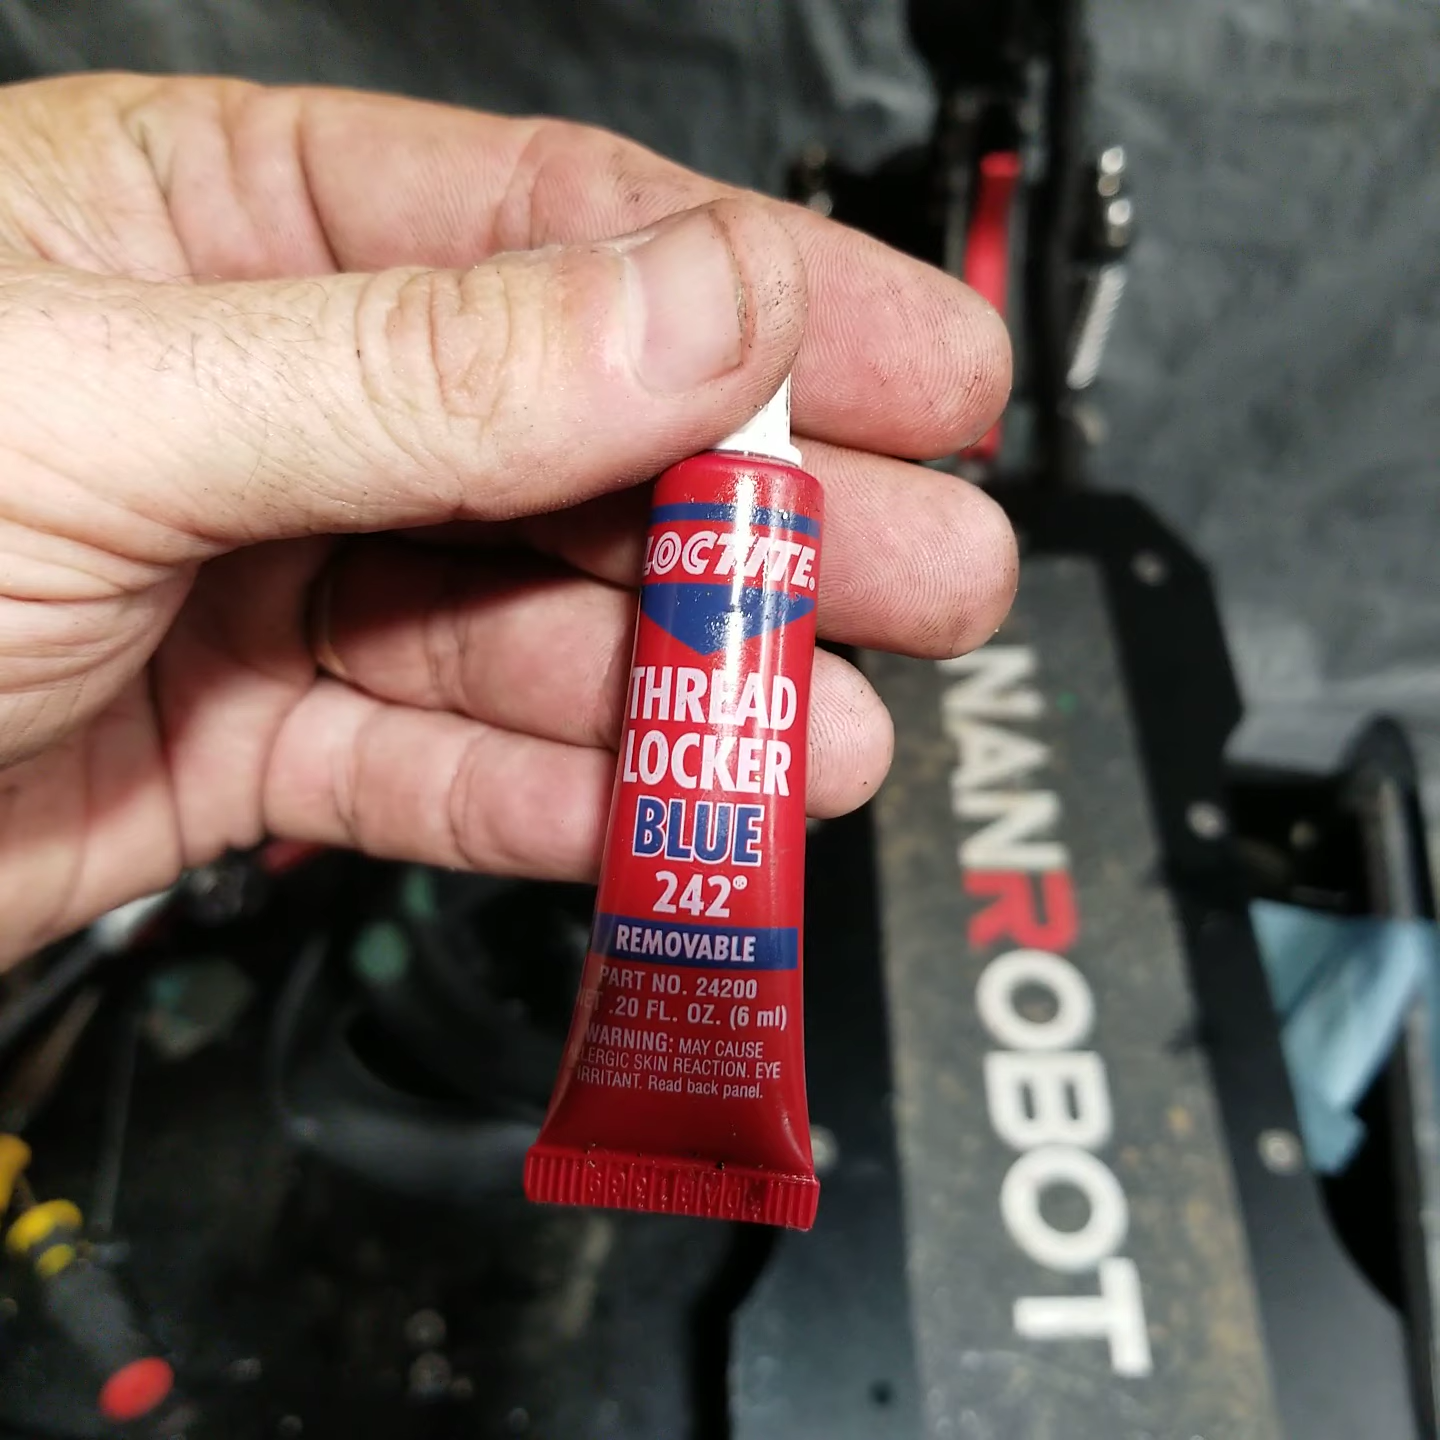 LOCTITE®
THREAD
LOCKER
BLUE
242®
REMOVABLE
PART NO. 24200
.20 FL. OZ. (6 ml)
WARNING: MAY CAUSE
SKIN REACTION. EYE
IRRITANT. Read back panel.
NANROBOT